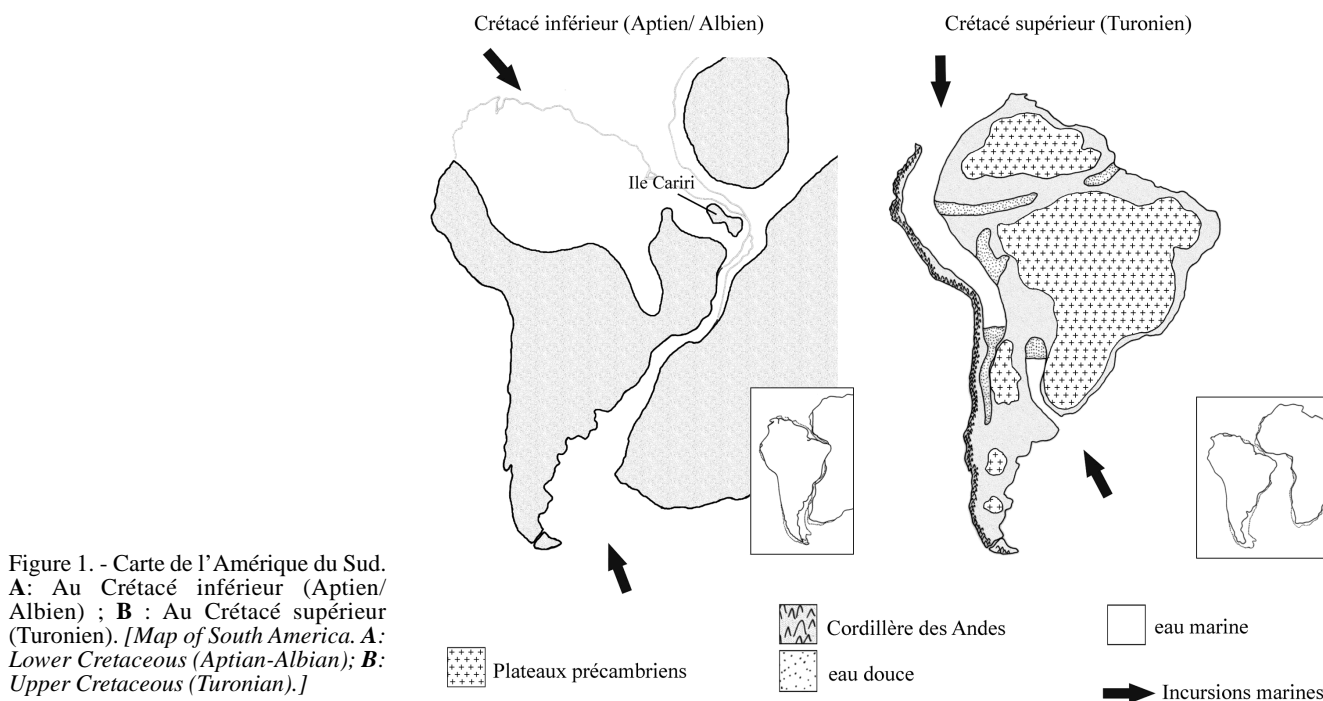 Crétacé inférieur (Aptien/ Albien)
Crétacé supérieur (Turonien)
Ile Cariri
Figure 1. - Carte de l’Amérique du Sud.
A: Au Crétacé inférieur (Aptien/
Albien) ; B : Au Crétacé supérieur
(Turonien). [Map of South America. A:
Lower Cretaceous (Aptian-Albian); B:
Upper Cretaceous (Turonian).]
Plateaux précambriens
Cordillère des Andes
eau douce
eau marine
Incursions marines